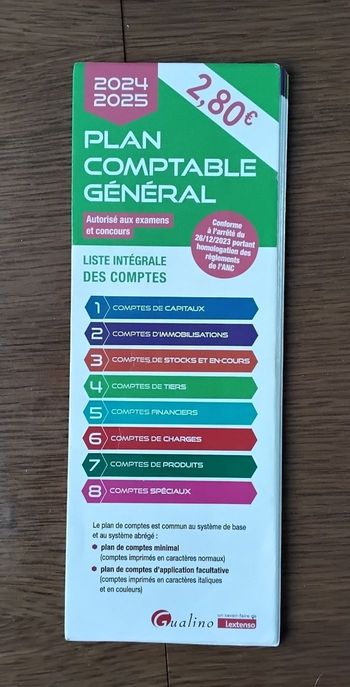 2024
2025
2,80€
PLAN
COMPTABLE
GÉNÉRAL
Autorisé aux examens
et concours
Conforme
à l'arrêté du
26/12/2023 portant
homologation des
règlements
de l'ANC
LISTE INTÉGRALE
DES COMPTES
1 COMPTES DE CAPITAUX
2 COMPTES D'IMMOBILISATIONS
3 COMPTES DE STOCKS ET EN-COURS
4 COMPTES DE TIERS
5 COMPTES FINANCIERS
6 COMPTES DE CHARGES
7 COMPTES DE PRODUITS
8 COMPTES SPÉCIAUX
Le plan de comptes est commun au système de base
et au système abrégé :
• plan de comptes minimal
(comptes imprimés en caractères normaux)
• plan de comptes d'application facultative
(comptes imprimés en caractères italiques
et en couleurs)
Gualino
un savoir-faire de
Lextenso